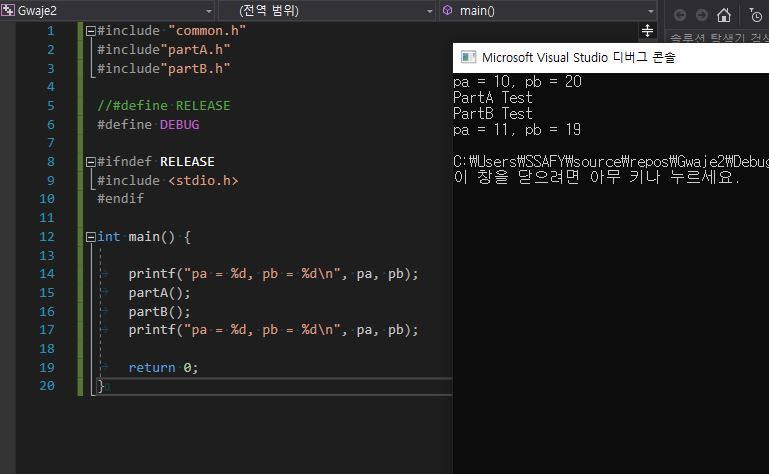 Gwaje2
(전역 범위)
main()
1 #include "common.h"
2 #include"partA.h"
3 #include"partB.h"
4
5 //#define RELEASE
6 #define DEBUG
7
8 #ifndef RELEASE
9 #include <stdio.h>
10 #endif
11
12 int main() {
13
14 printf("pa = %d, pb = %d\n", pa, pb);
15 partA();
16 partB();
17 printf("pa = %d, pb = %d\n", pa, pb);
18
19 return 0;
20 }
솔루션 탐색기 검색
Microsoft Visual Studio 디버그 콘솔
pa = 10, pb = 20
PartA Test
PartB Test
pa = 11, pb = 19
C:\Users\SSAFY\source\repos\Gwaje2\Debug
이 창을 닫으려면 아무 키나 누르세요.